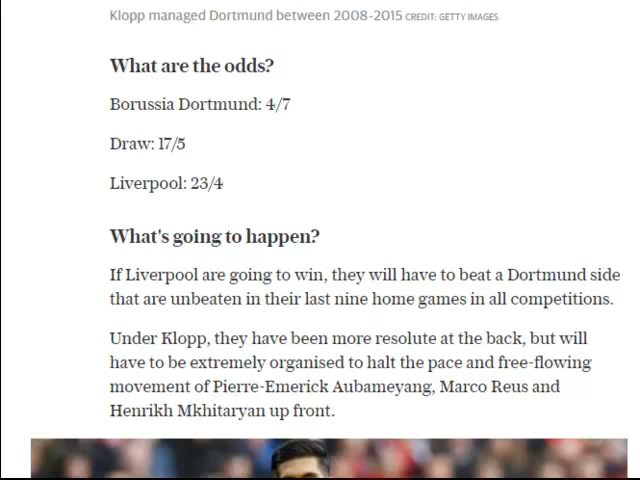 Klopp managed Dortmund between 2008-2015 CREDIT: GETTY IMAGES
What are the odds?
Borussia Dortmund: 4/7
Draw: 17/5
Liverpool: 23/4
What's going to happen?
If Liverpool are going to win, they will have to beat a Dortmund side
that are unbeaten in their last nine home games in all competitions.
Under Klopp, they have been more resolute at the back, but will
have to be extremely organised to halt the pace and free-flowing
movement of Pierre-Emerick Aubameyang, Marco Reus and
Henrikh Mkhitaryan up front.